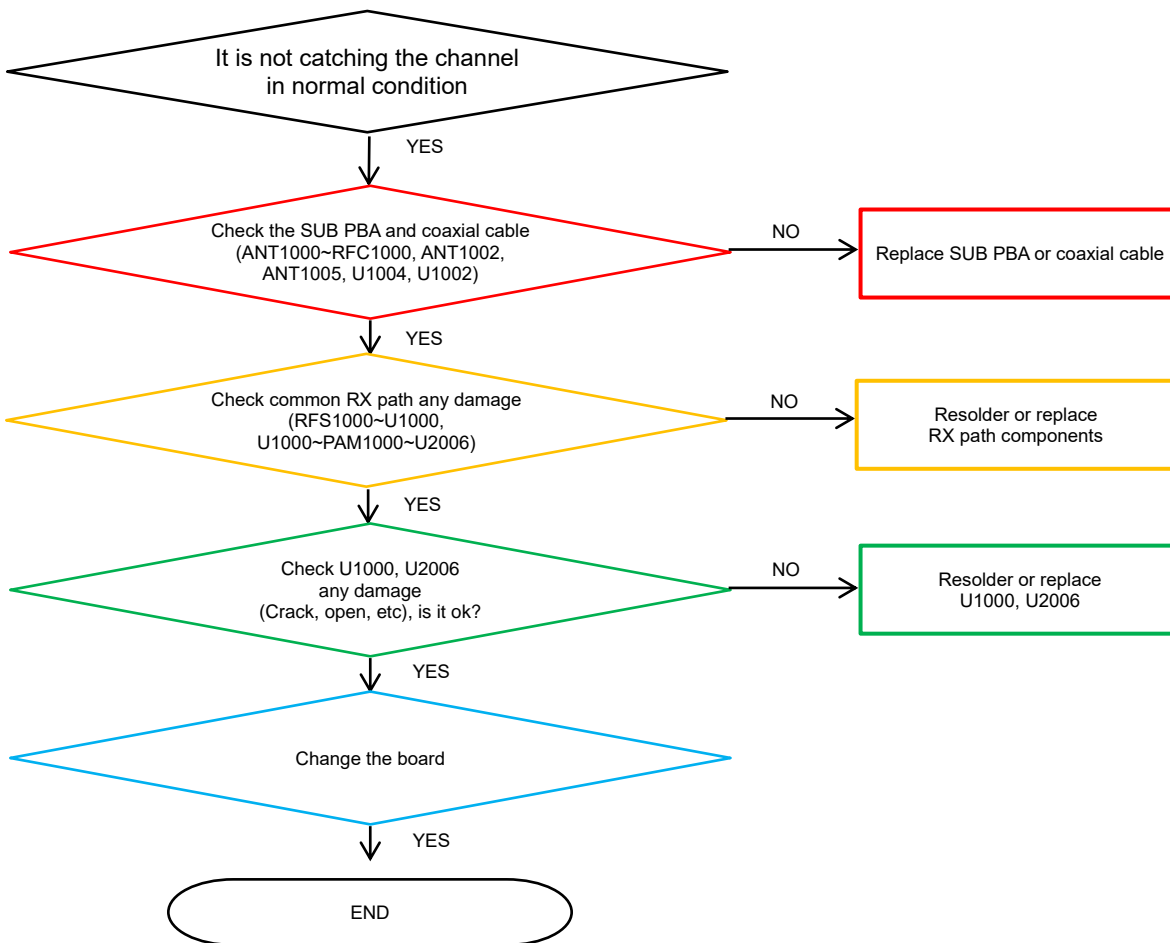 It is not catching the channel
in normal condition
YES
Check the SUB PBA and coaxial cable
(ANT1000~RFC1000, ANT1002,
ANT1005, U1004, U1002)
NO
Replace SUB PBA or coaxial cable
YES
Check common RX path any damage
(RFS1000~U1000,
U1000~PAM1000~U2006)
NO
Resolder or replace
RX path components
YES
Check U1000, U2006
any damage
(Crack, open, etc), is it ok?
NO
Resolder or replace
U1000, U2006
YES
Change the board
YES
END